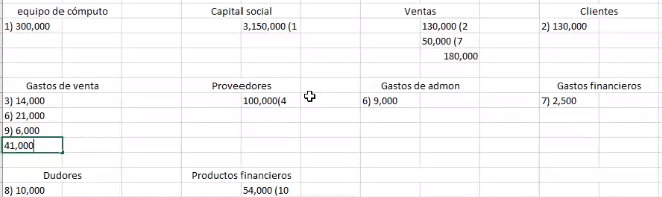 equipo de cómputo Capital social Ventas Clientes
1) 300,000 3,150,000 (1 130,000 (2 2) 130,000
50,000 (7
180,000
Gastos de venta Proveedores Gastos de admon Gastos financieros
3) 14,000 100,000(4 6) 9,000 7) 2,500
6) 21,000
9) 6,000
41,000
Dudores Productos financieros
8) 10,000 54,000 (10